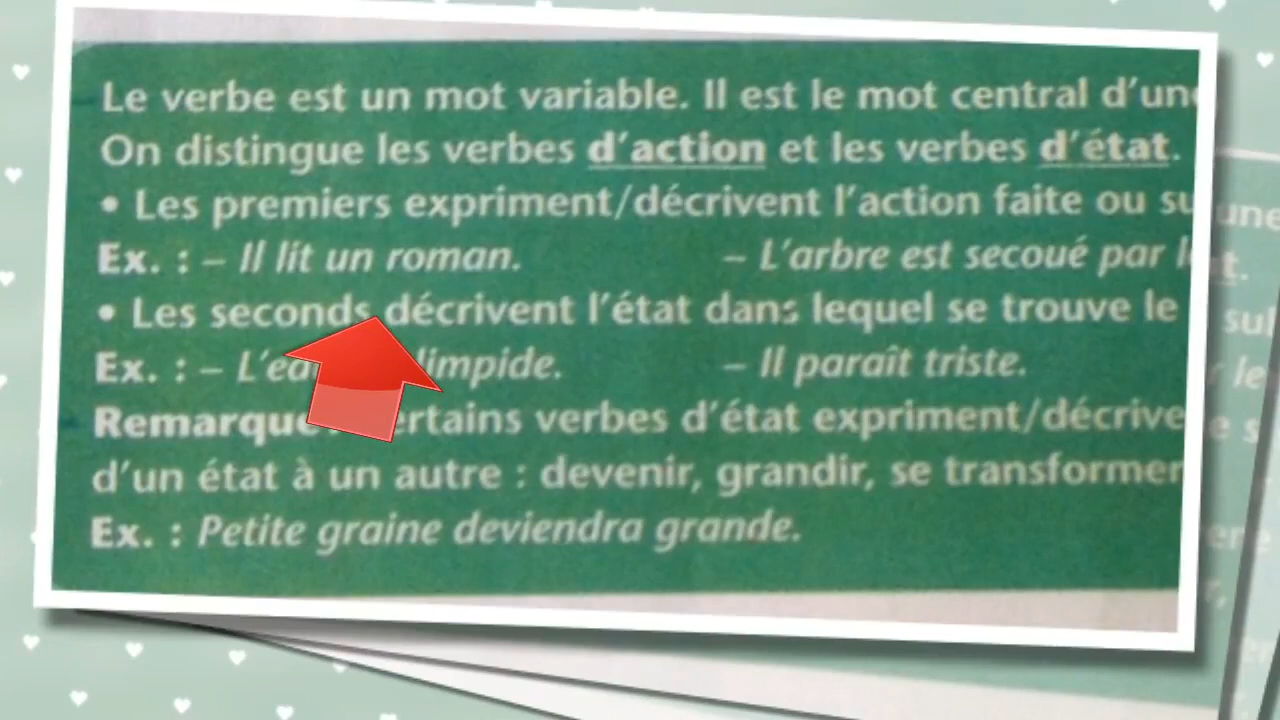 Le verbe est un mot variable. Il est le mot central d'une
On distingue les verbes d'action et les verbes d'état.
• Les premiers expriment/décrivent l'action faite ou su
Ex. : – Il lit un roman. – L'arbre est secoué par l
• Les seconds décrivent l'état dans lequel se trouve le
Ex. : – L'ea limpide. – Il paraît triste.
Remarque : ertains verbes d'état expriment/décrive
d'un état à un autre : devenir, grandir, se transformer
Ex. : Petite graine deviendra grande.